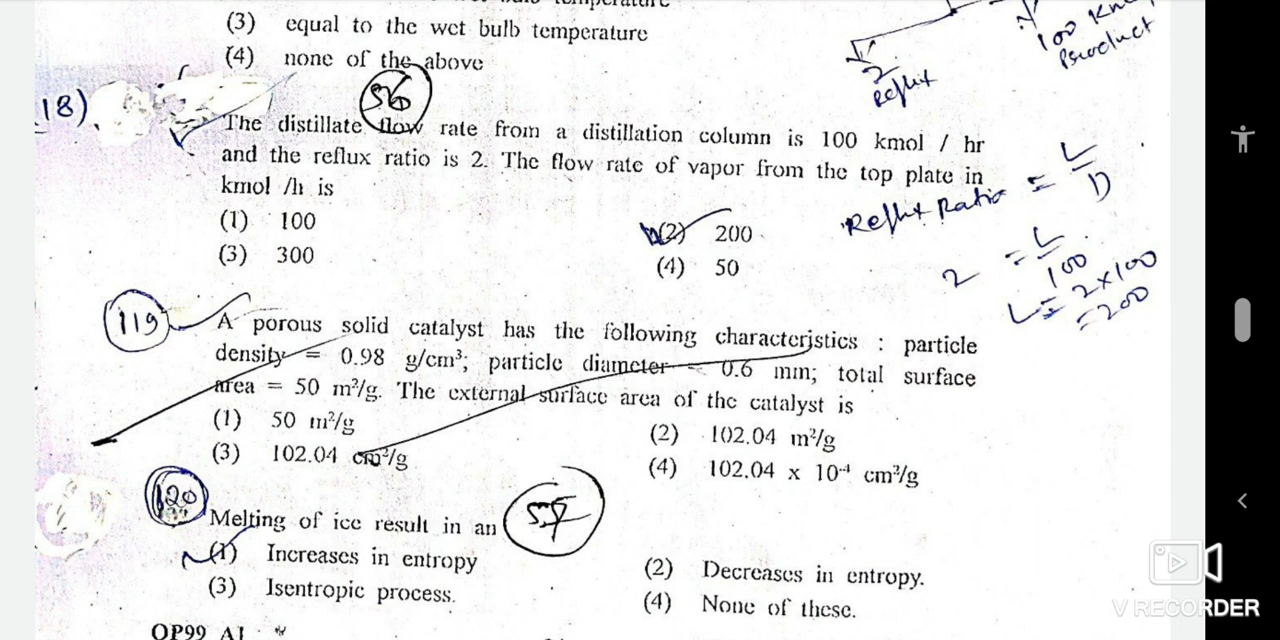 (3) equal to the wet bulb temperature
(4) none of the above
56
18)
The distillate flow rate from a distillation column is 100 kmol / hr
and the reflux ratio is 2. The flow rate of vapor from the top plate in
kmol /h is
(1) 100
(2) 200
(3) 300
(4) 50
2
Reflux
100
Product
Reflux Ratio = L
D
2 = L
100
L = 2x100
=200
119
A porous solid catalyst has the following characteristics : particle
density = 0.98 g/cm³; particle diameter = 0.6 mm; total surface
area = 50 m²/g. The external surface area of the catalyst is
(1) 50 m²/g
(2) 102.04 m²/g
(3) 102.04 cm²/g
(4) 102.04 x 10⁻⁴ cm²/g
120
Melting of ice result in an
(1) Increases in entropy
(2) Decreases in entropy.
(3) Isentropic process.
(4) None of these.
OP99 AI
V RECORDER